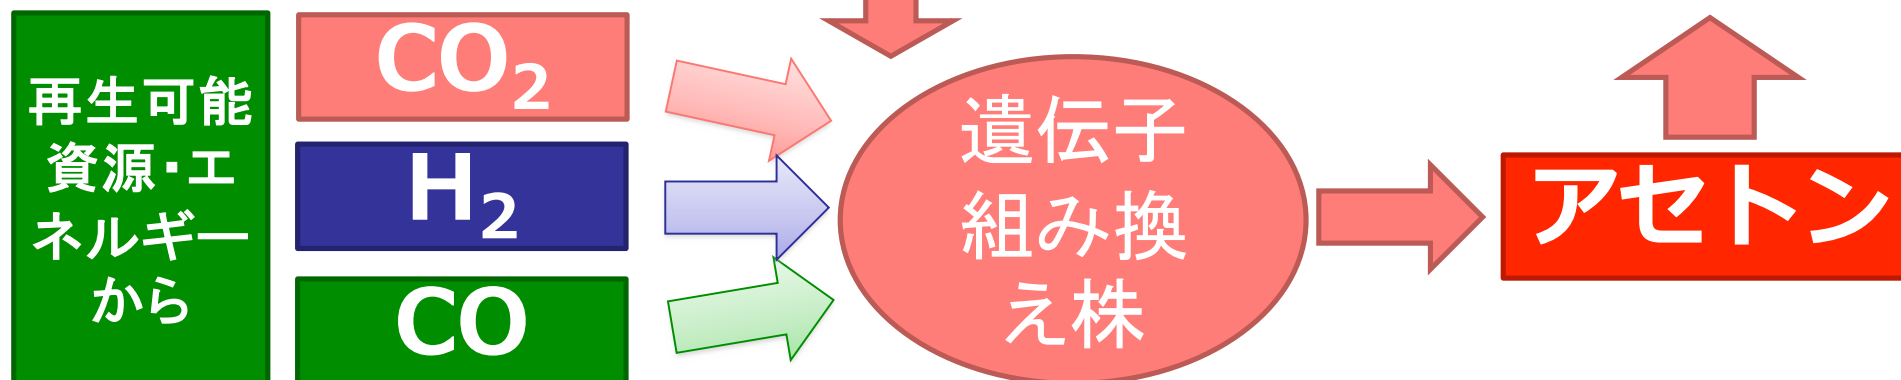 再生可能
資源・エ
ネルギー
から
CO₂
H₂
CO
遺伝子
組み換
え株
アセトン